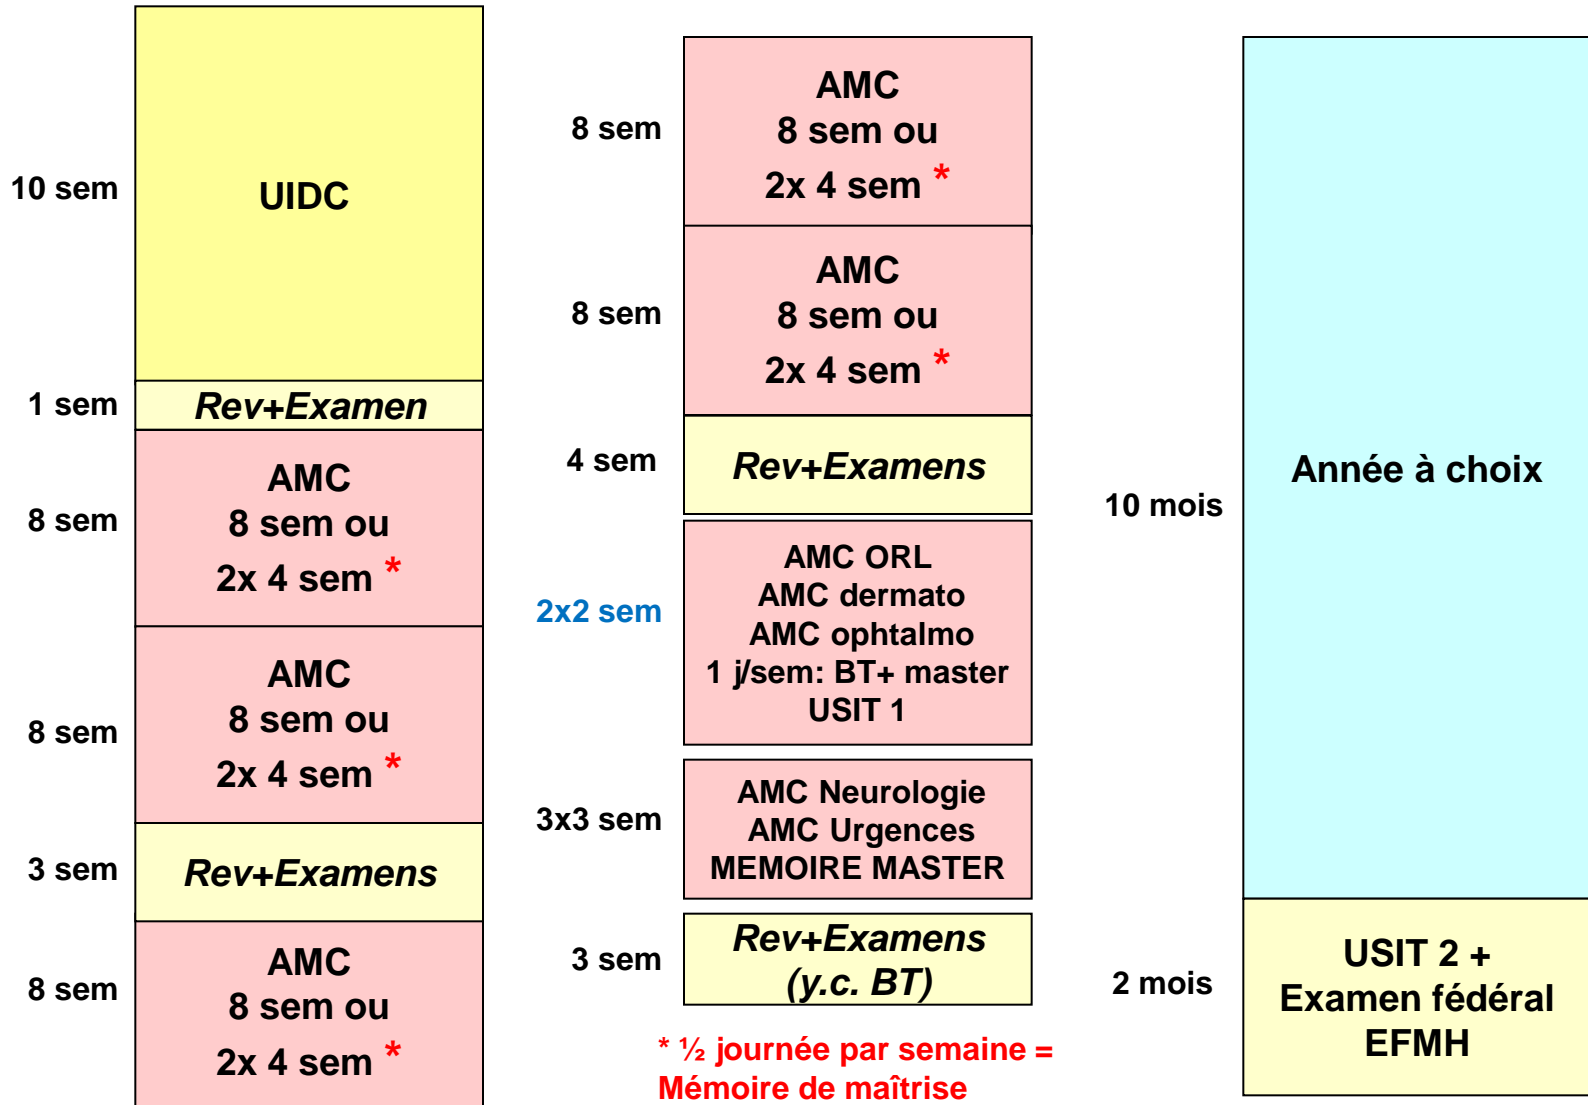 10 sem
UIDC
1 sem
Rev+Examen
8 sem
AMC
8 sem ou
2x 4 sem *
8 sem
AMC
8 sem ou
2x 4 sem *
3 sem
Rev+Examens
8 sem
AMC
8 sem ou
2x 4 sem *
8 sem
AMC
8 sem ou
2x 4 sem *
8 sem
AMC
8 sem ou
2x 4 sem *
4 sem
Rev+Examens
2x2 sem
AMC ORL
AMC dermato
AMC ophtalmo
1 j/sem: BT+ master
USIT 1
3x3 sem
AMC Neurologie
AMC Urgences
MEMOIRE MASTER
3 sem
Rev+Examens
(y.c. BT)
* ½ journée par semaine =
Mémoire de maîtrise
10 mois
Année à choix
2 mois
USIT 2 +
Examen fédéral
EFMH